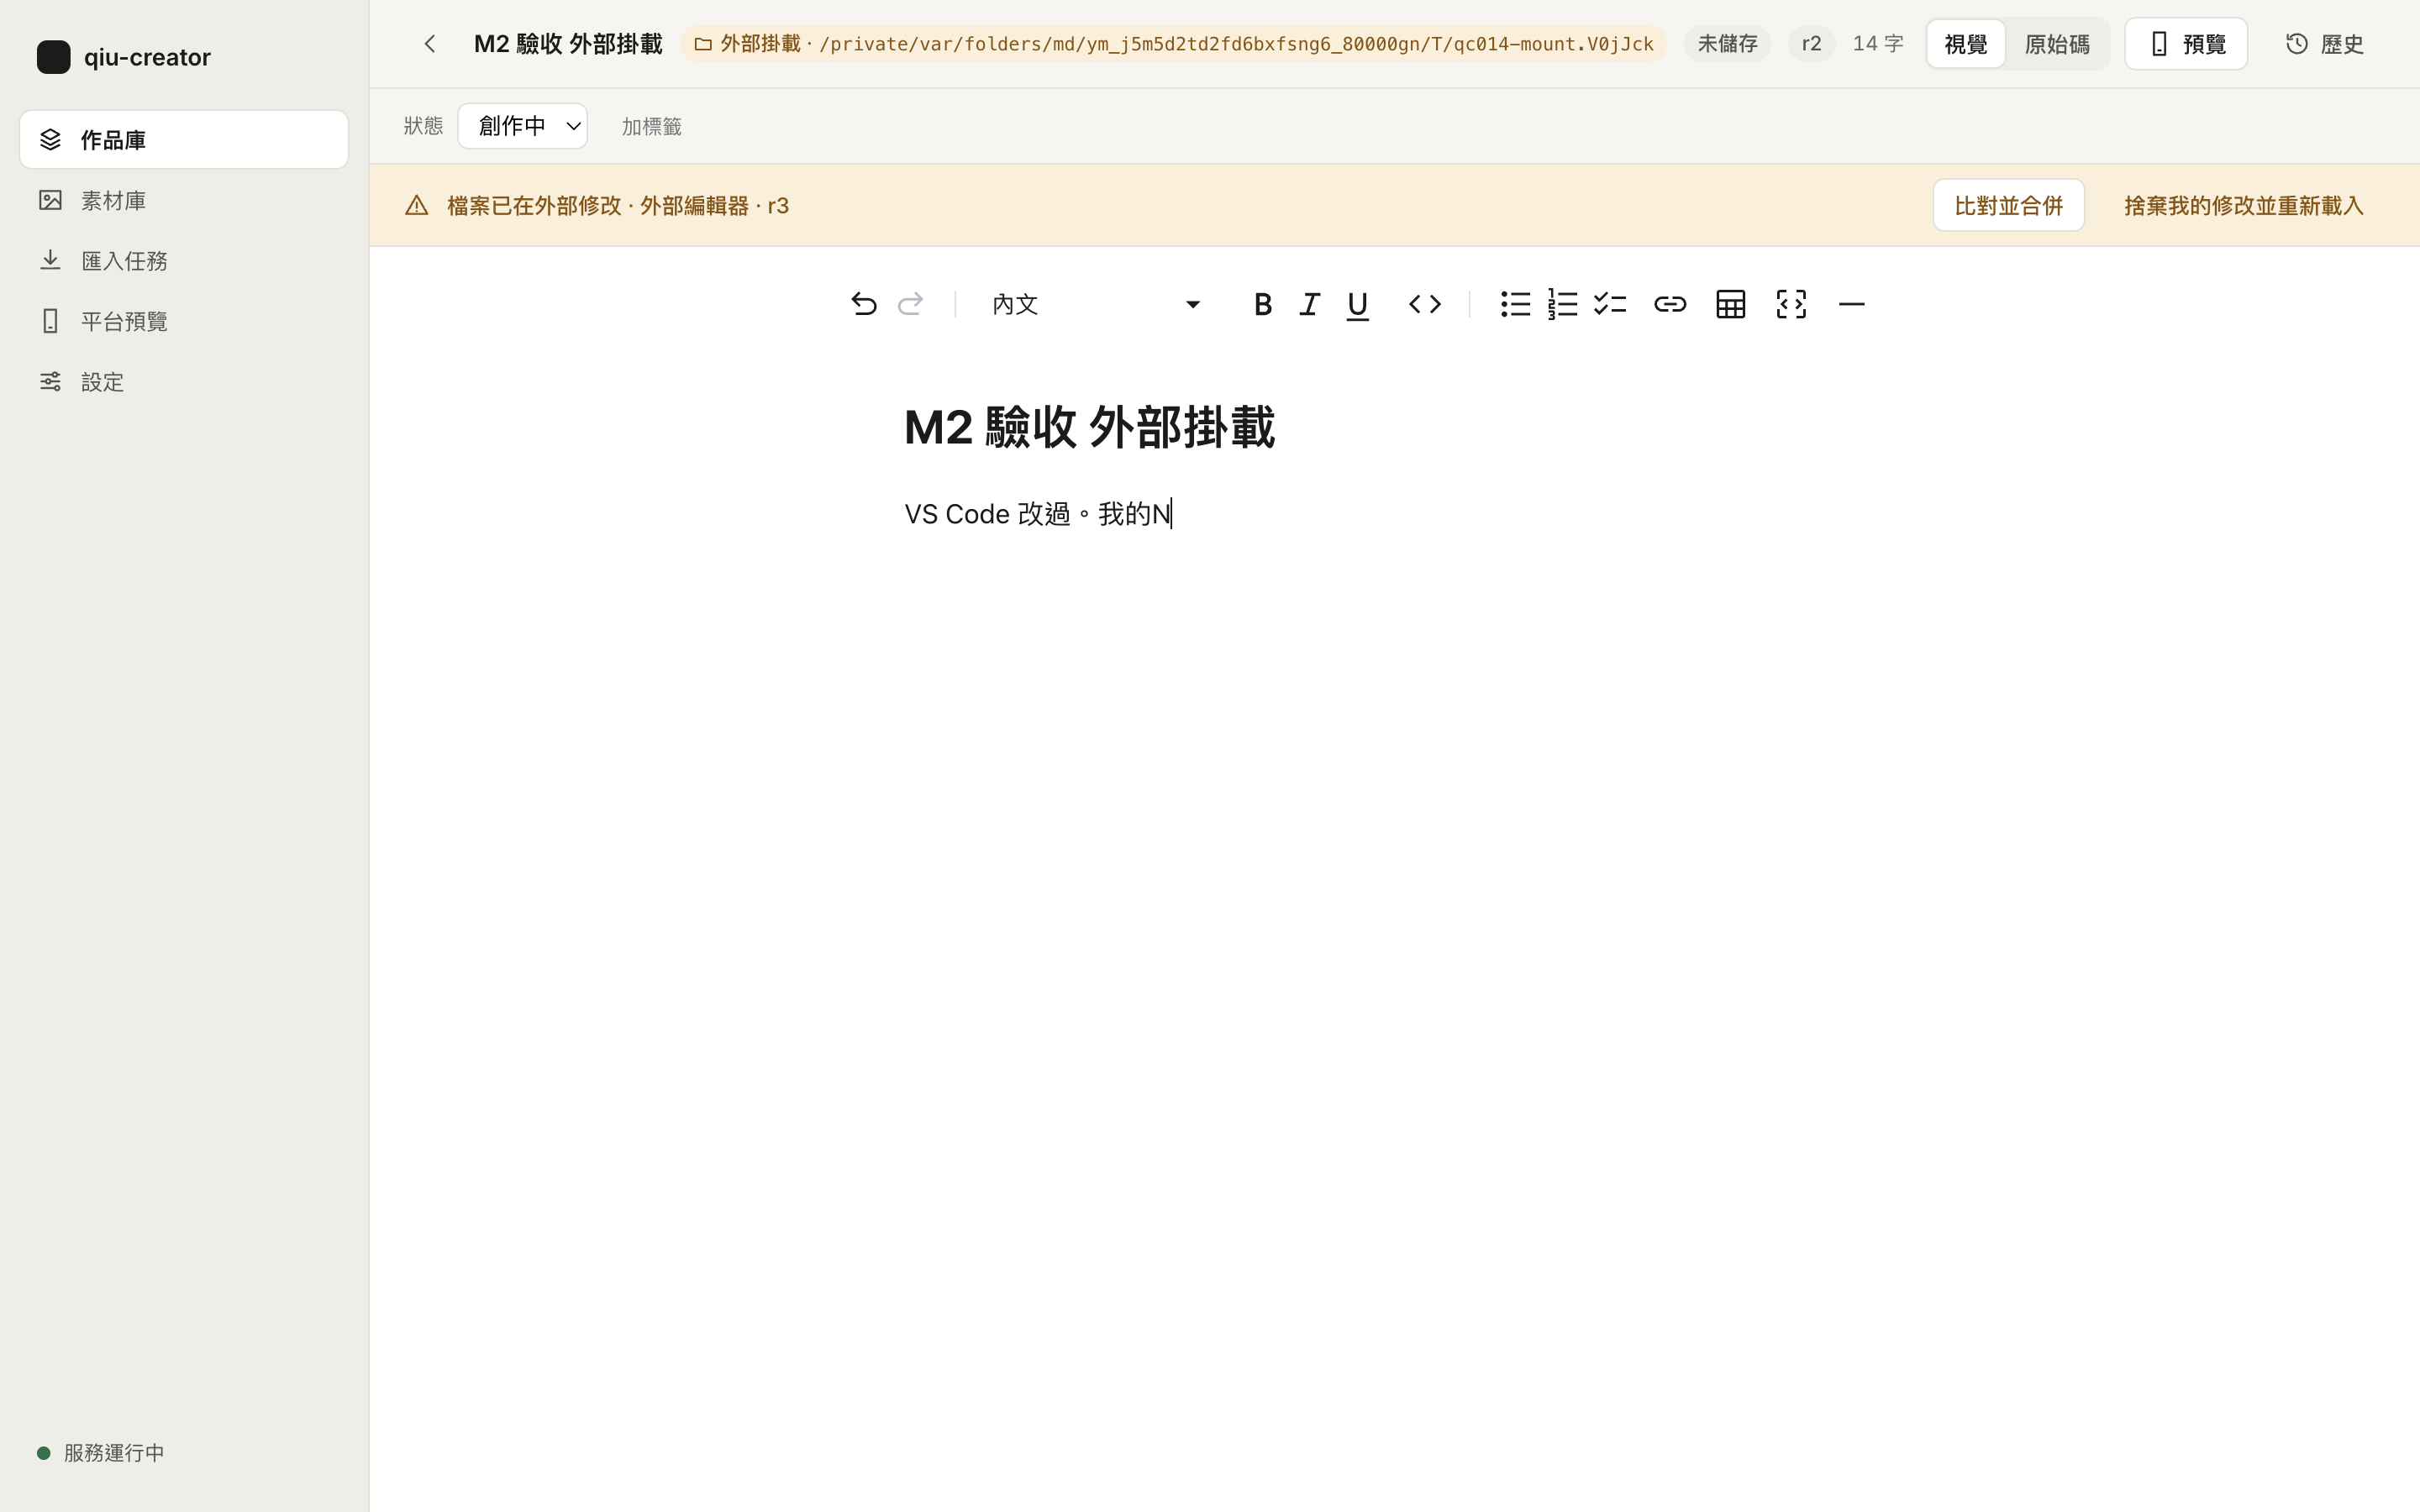 qiu-creator
作品庫
素材庫
匯入任務
平台預覽
設定
服務運行中
M2 驗收 外部掛載
外部掛載 · /private/var/folders/md/ym_j5m5d2td2fd6bxfsng6_80000gn/T/qc014-mount.V0jJck
未儲存
r2
14 字
視覺
原始碼
預覽
歷史
狀態
創作中
加標籤
檔案已在外部修改 · 外部編輯器 · r3
比對並合併
捨棄我的修改並重新載入
內文
M2 驗收 外部掛載
VS Code 改過。我的N